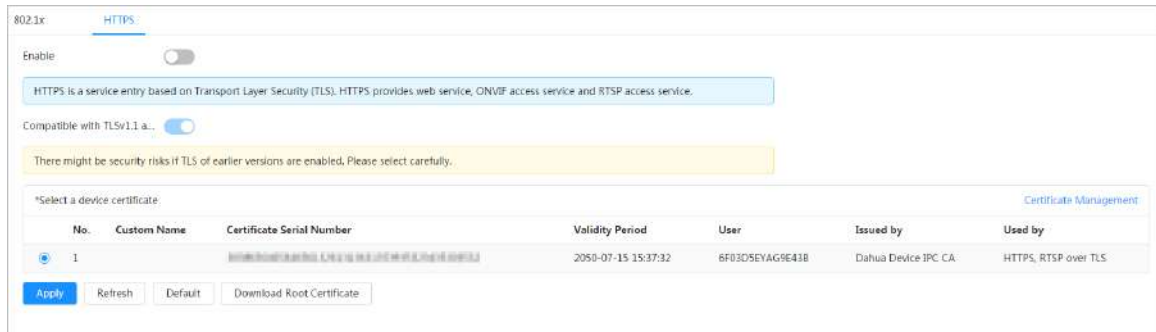 802.1x HTTPS
Enable
HTTPS is a service entry based on Transport Layer Security (TLS). HTTPS provides web service, ONVIF access service and RTSP access service.
Compatible with TLSv1.1 a...
There might be security risks if TLS of earlier versions are enabled, Please select carefully.
*Select a device certificate Certificate Management
No. Custom Name Certificate Serial Number Validity Period User Issued by Used by
1 2050-07-15 15:37:32 6F03D5EYAG9E43B Dahua Device IPC CA HTTPS, RTSP over TLS
Apply Refresh Default Download Root Certificate